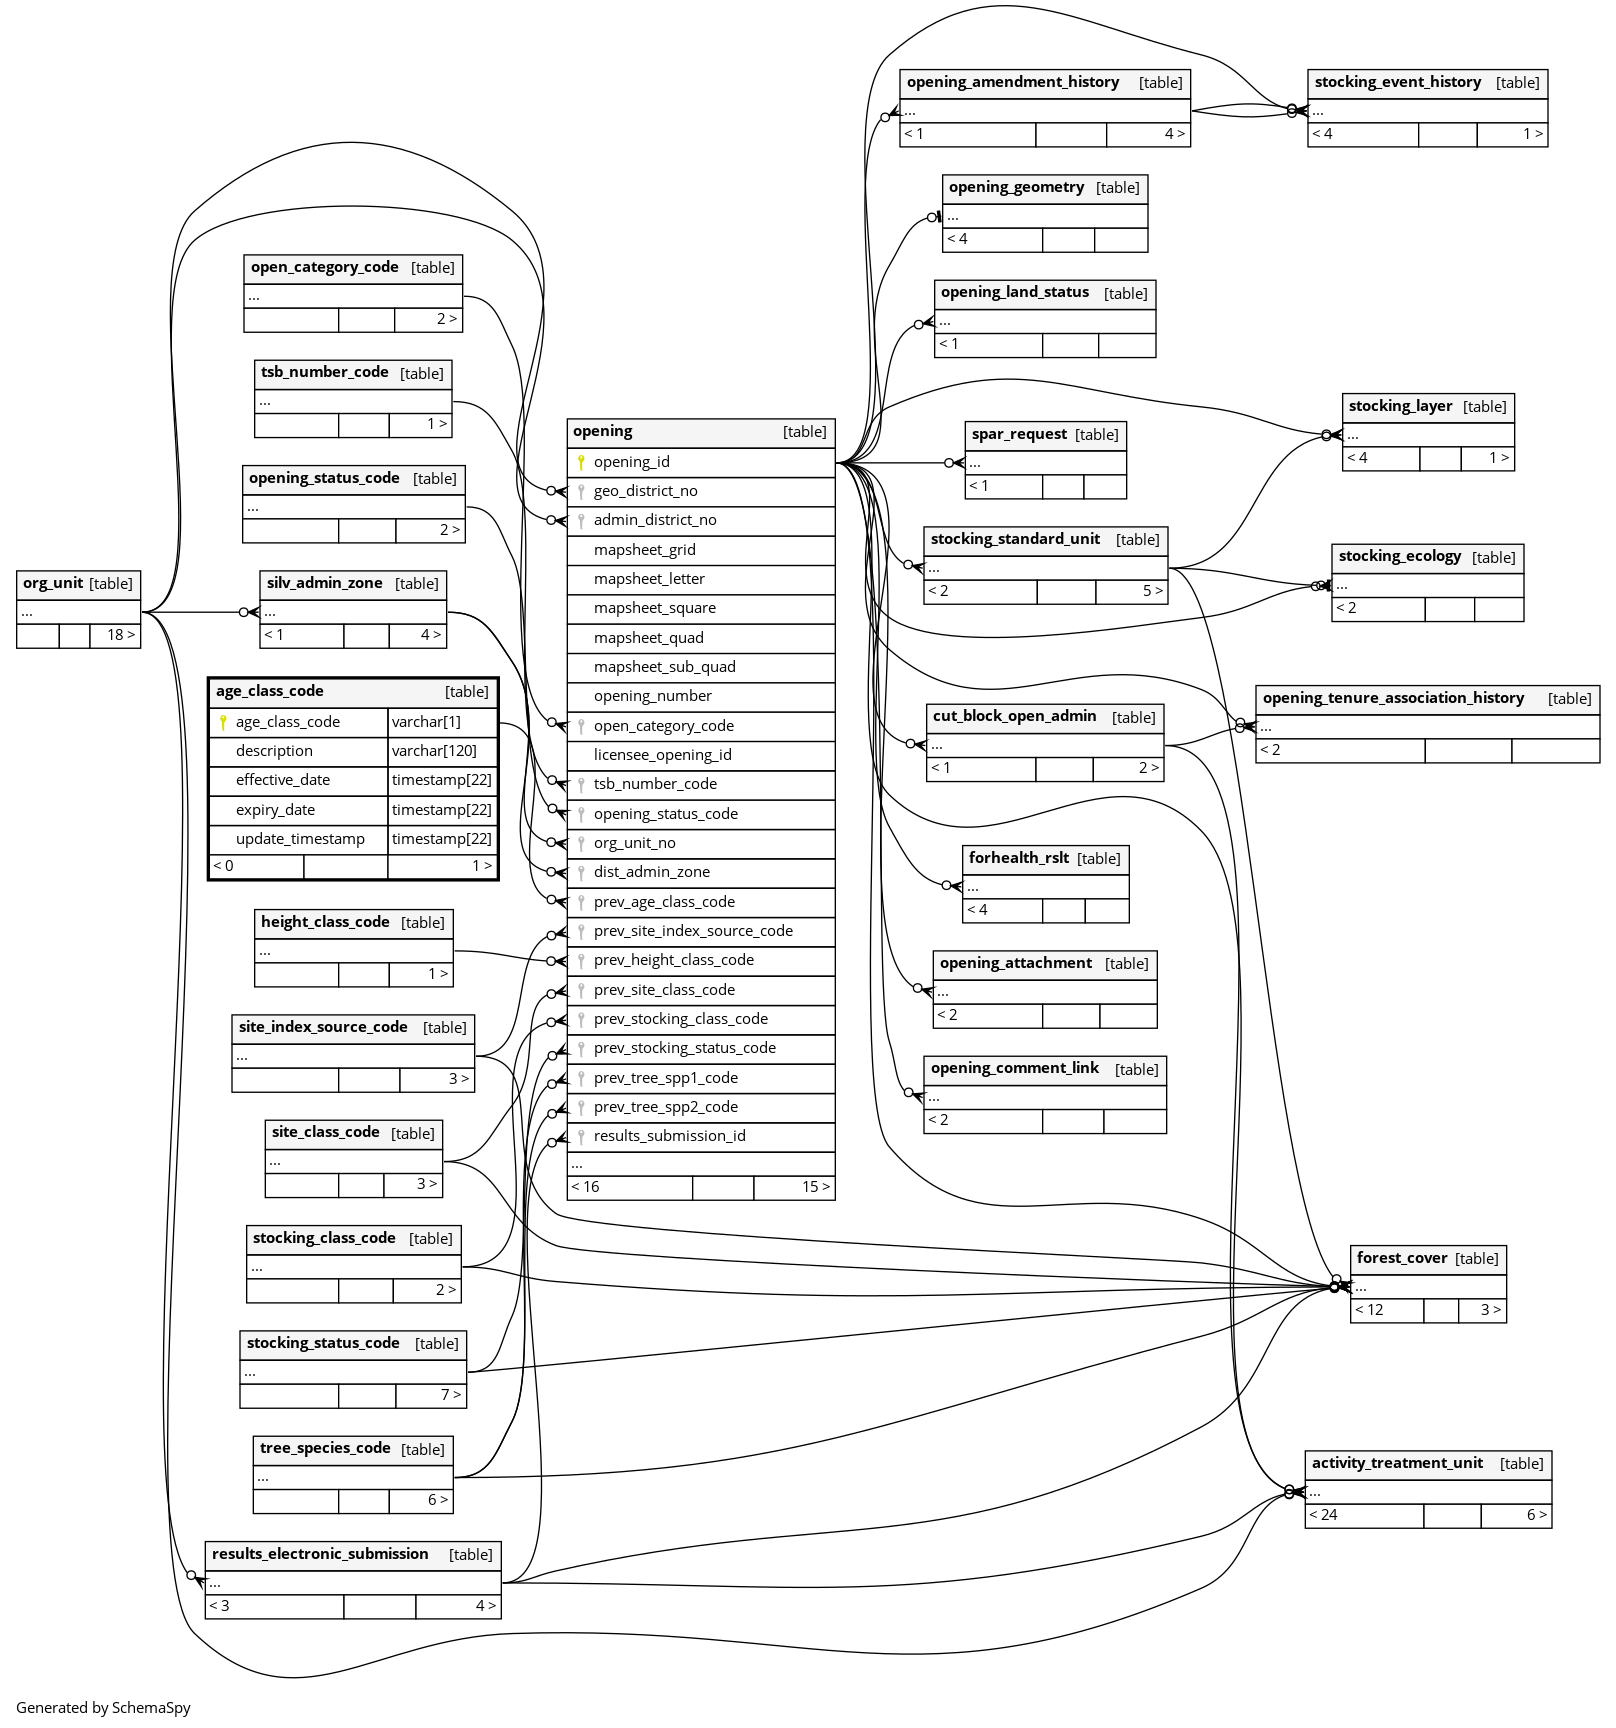 opening_amendment_history [table]
...
< 1 4 >
stocking_event_history [table]
...
< 4 1 >
opening_geometry [table]
...
< 4
open_category_code [table]
...
2 >
opening_land_status [table]
...
< 1
tsb_number_code [table]
...
1 >
stocking_layer [table]
...
< 4 1 >
opening [table]
opening_id
geo_district_no
admin_district_no
mapsheet_grid
mapsheet_letter
mapsheet_square
mapsheet_quad
mapsheet_sub_quad
opening_number
open_category_code
licensee_opening_id
tsb_number_code
opening_status_code
org_unit_no
dist_admin_zone
prev_age_class_code
prev_site_index_source_code
prev_height_class_code
prev_site_class_code
prev_stocking_class_code
prev_stocking_status_code
prev_tree_spp1_code
prev_tree_spp2_code
results_submission_id
...
< 16 15 >
spar_request [table]
...
< 1
opening_status_code [table]
...
2 >
stocking_standard_unit [table]
...
< 2 5 >
stocking_ecology [table]
...
< 2
org_unit [table]
...
18 >
silv_admin_zone [table]
...
< 1 4 >
age_class_code [table]
age_class_code varchar[1]
description varchar[120]
effective_date timestamp[22]
expiry_date timestamp[22]
update_timestamp timestamp[22]
< 0 1 >
opening_tenure_association_history [table]
...
< 2
cut_block_open_admin [table]
...
< 1 2 >
forhealth_rslt [table]
...
< 4
height_class_code [table]
...
1 >
opening_attachment [table]
...
< 2
site_index_source_code [table]
...
3 >
opening_comment_link [table]
...
< 2
site_class_code [table]
...
3 >
stocking_class_code [table]
...
2 >
forest_cover [table]
...
< 12 3 >
stocking_status_code [table]
...
7 >
tree_species_code [table]
...
6 >
activity_treatment_unit [table]
...
< 24 6 >
results_electronic_submission [table]
...
< 3 4 >
Generated by SchemaSpy